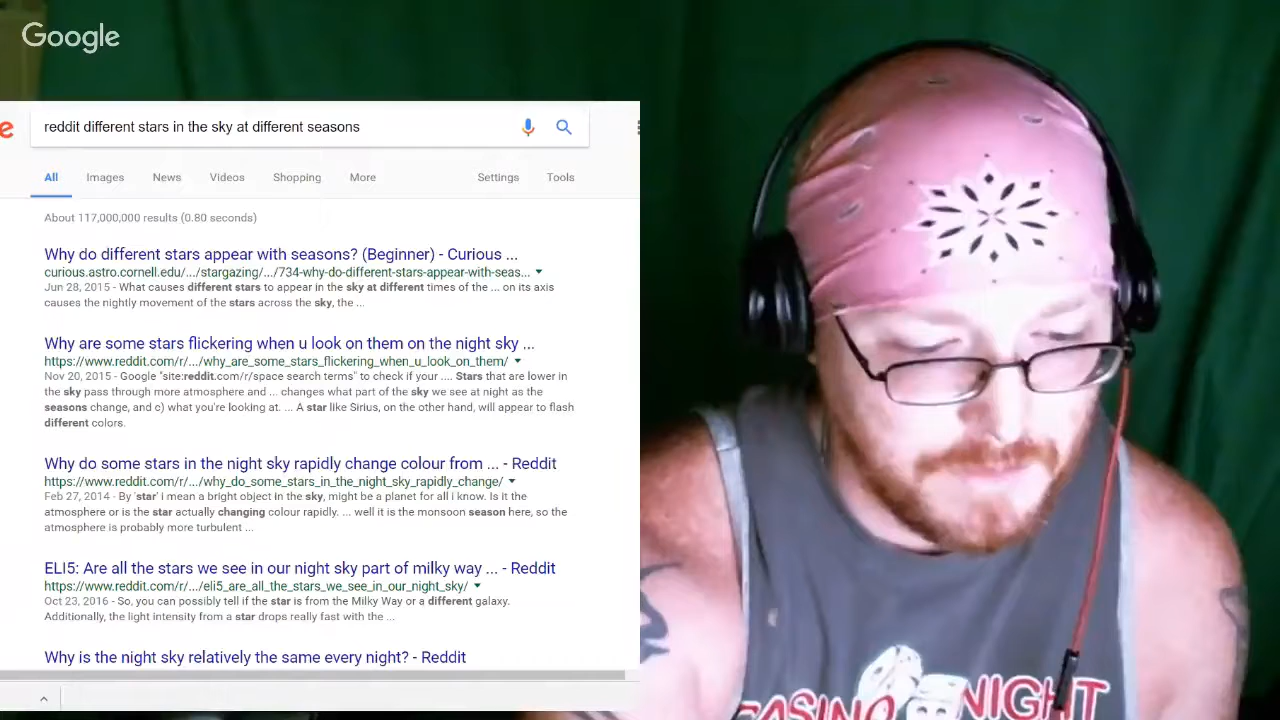 Google
e
reddit different stars in the sky at different seasons
All Images News Videos Shopping More Settings Tools
About 117,000,000 results (0.80 seconds)
Why do different stars appear with seasons? (Beginner) - Curious ...
curious.astro.cornell.edu/.../stargazing/.../734-why-do-different-stars-appear-with-seas...
Jun 28, 2015 - What causes different stars to appear in the sky at different times of the ... on its axis
causes the nightly movement of the stars across the sky, the ...
Why are some stars flickering when u look on them on the night sky ...
https://www.reddit.com/r/.../why_are_some_stars_flickering_when_u_look_on_them/
Nov 20, 2015 - Google "site:reddit.com/r/space search terms" to check if your .... Stars that are lower in
the sky pass through more atmosphere and ... changes what part of the sky we see at night as the
seasons change, and c) what you're looking at. ... A star like Sirius, on the other hand, will appear to flash
different colors.
Why do some stars in the night sky rapidly change colour from ... - Reddit
https://www.reddit.com/r/.../why_do_some_stars_in_the_night_sky_rapidly_change/
Feb 27, 2014 - By 'star' i mean a bright object in the sky, might be a planet for all i know. Is it the
atmosphere or is the star actually changing colour rapidly. ... well it is the monsoon season here, so the
atmosphere is probably more turbulent ...
ELI5: Are all the stars we see in our night sky part of milky way ... - Reddit
https://www.reddit.com/r/.../eli5_are_all_the_stars_we_see_in_our_night_sky/
Oct 23, 2016 - So, you can possibly tell if the star is from the Milky Way or a different galaxy.
Additionally, the light intensity from a star drops really fast with the ...
Why is the night sky relatively the same every night? - Reddit
CASINO NIGHT